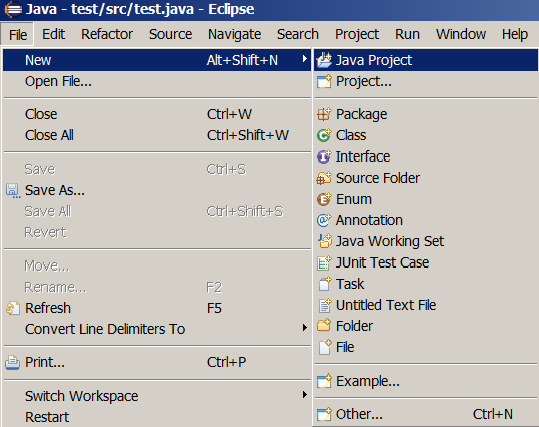 Java - test/src/test.java - Eclipse
File Edit Refactor Source Navigate Search Project Run Window Help
New Alt+Shift+N
Open File...
Close Ctrl+W
Close All Ctrl+Shift+W
Save Ctrl+S
Save As...
Save All Ctrl+Shift+S
Revert
Move...
Rename... F2
Refresh F5
Convert Line Delimiters To
Print... Ctrl+P
Switch Workspace
Restart
Java Project
Project...
Package
Class
Interface
Source Folder
Enum
Annotation
Java Working Set
JUnit Test Case
Task
Untitled Text File
Folder
File
Example...
Other... Ctrl+N